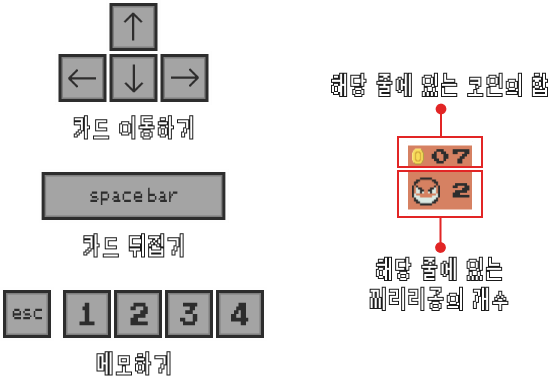 ↑
← ↓ →
카드 이동하기
spacebar
카드 뒤집기
esc 1 2 3 4
메모하기
해당 줄에 있는 코인의 합
07
2
해당 줄에 있는
찌리리공의 개수